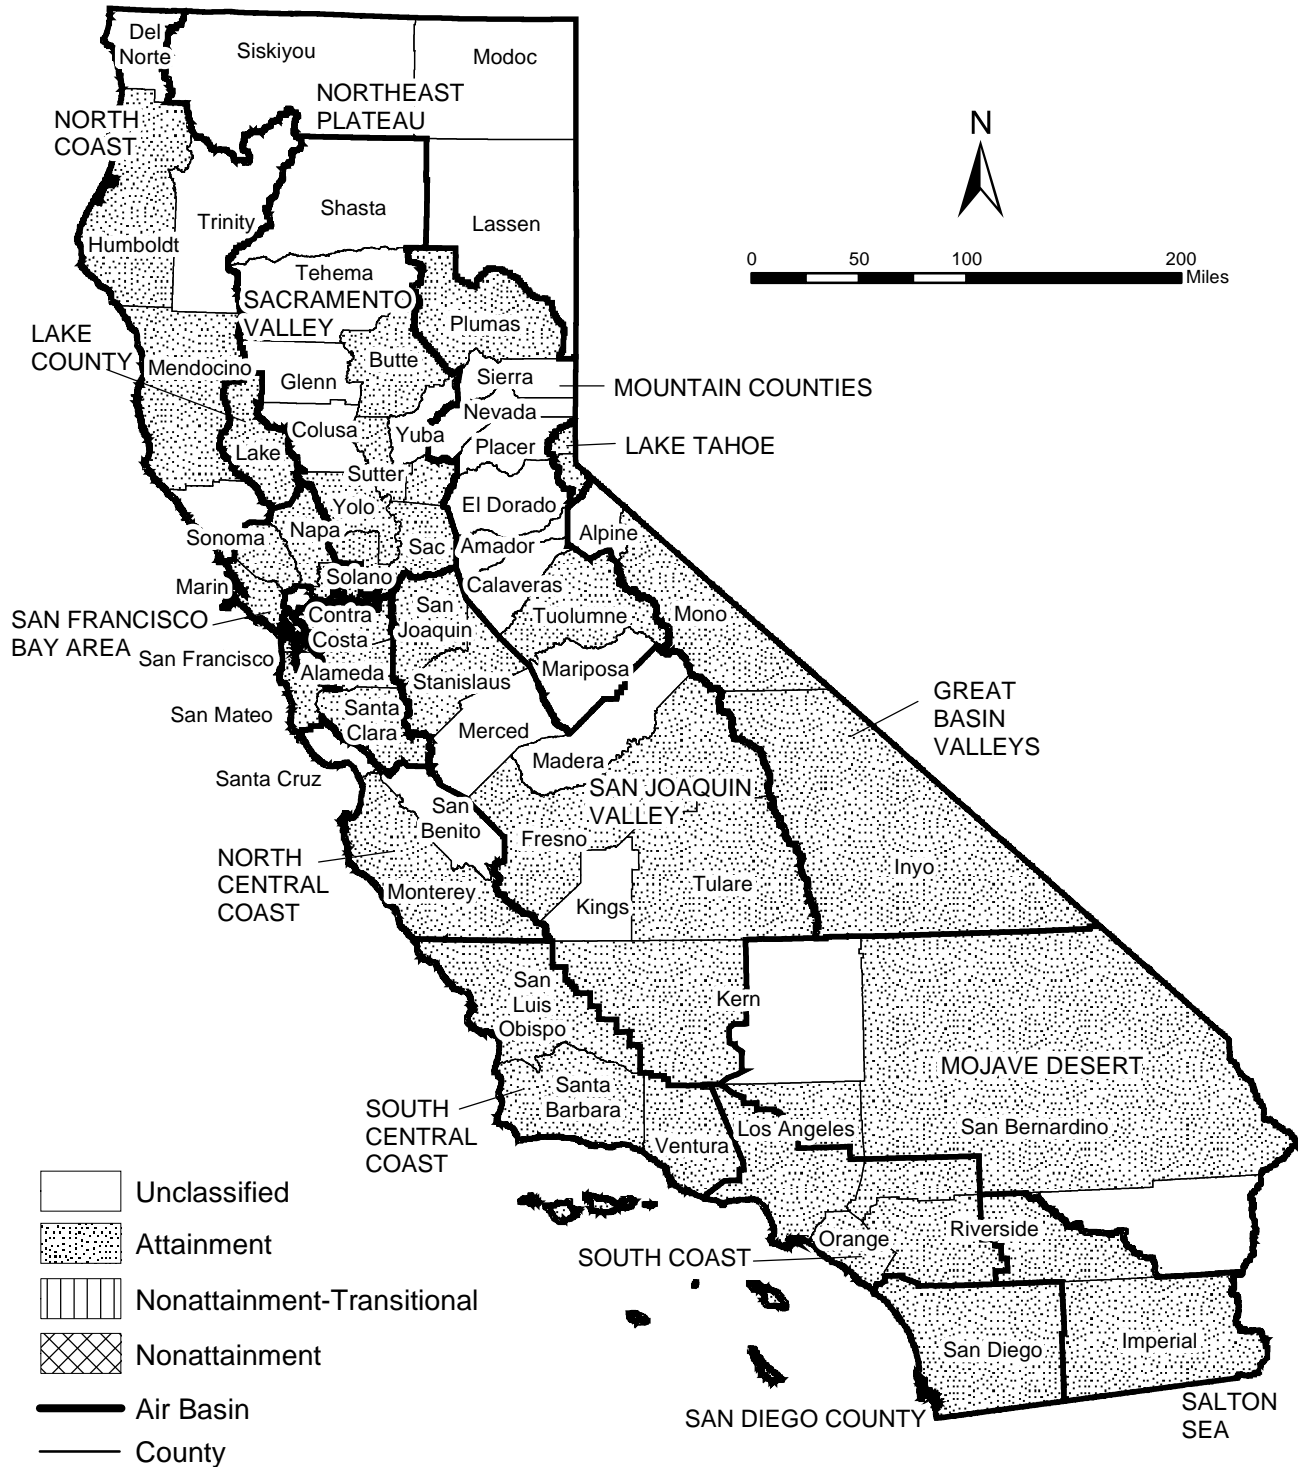 Del
Norte
Siskiyou
Modoc
NORTHEAST
PLATEAU
NORTH
COAST
N
Trinity
Shasta
Lassen
Humboldt
0 50 100 200
Miles
Tehema
SACRAMENTO
VALLEY
Plumas
LAKE
COUNTY
Mendocino
Butte
Glenn
Sierra
MOUNTAIN COUNTIES
Nevada
Colusa
Yuba
Placer
LAKE TAHOE
Lake
Sutter
Yolo
El Dorado
Napa
Sonoma
Sac
Amador
Alpine
Solano
Marin
Calaveras
SAN FRANCISCO
BAY AREA
Contra
Costa
San
Joaquin
Tuolumne
Mono
San Francisco
Alameda
Stanislaus
Mariposa
GREAT
BASIN
VALLEYS
San Mateo
Santa
Clara
Merced
Madera
Santa Cruz
SAN JOAQUIN
VALLEY
San
Benito
Fresno
NORTH
CENTRAL
COAST
Monterey
Kings
Tulare
Inyo
San
Luis
Obispo
Kern
MOJAVE DESERT
Santa
Barbara
SOUTH
CENTRAL
COAST
Ventura
Los Angeles
San Bernardino
Unclassified
Attainment
Nonattainment-Transitional
Nonattainment
Air Basin
County
Orange
Riverside
SOUTH COAST
San Diego
Imperial
SAN DIEGO COUNTY
SALTON
SEA